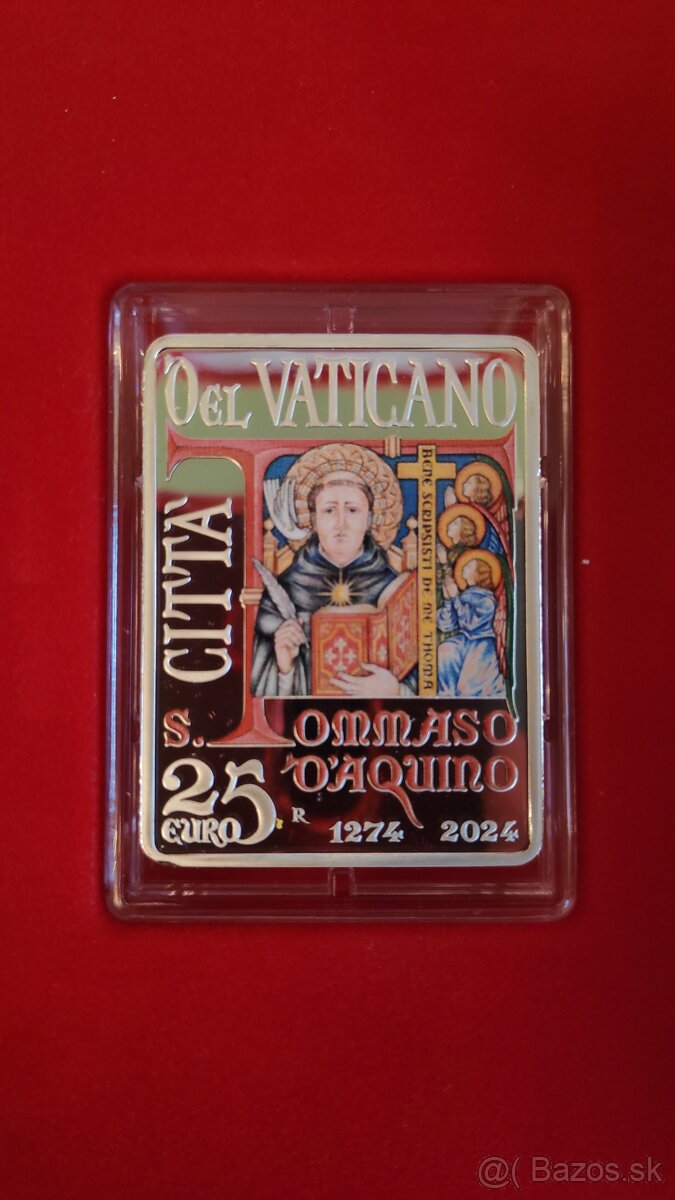 CITTÀ
DEL VATICANO
BENE SCRIPSISTI DE ME THOMA
S. TOMMASO
D'AQUINO
25
EURO
R
1274 2024
@( Bazos.sk